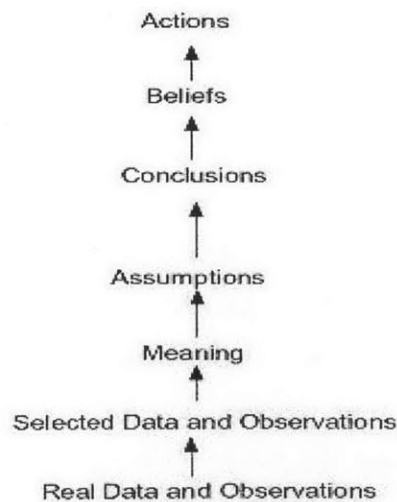 Actions
Beliefs
Conclusions
Assumptions
Meaning
Selected Data and Observations
Real Data and Observations